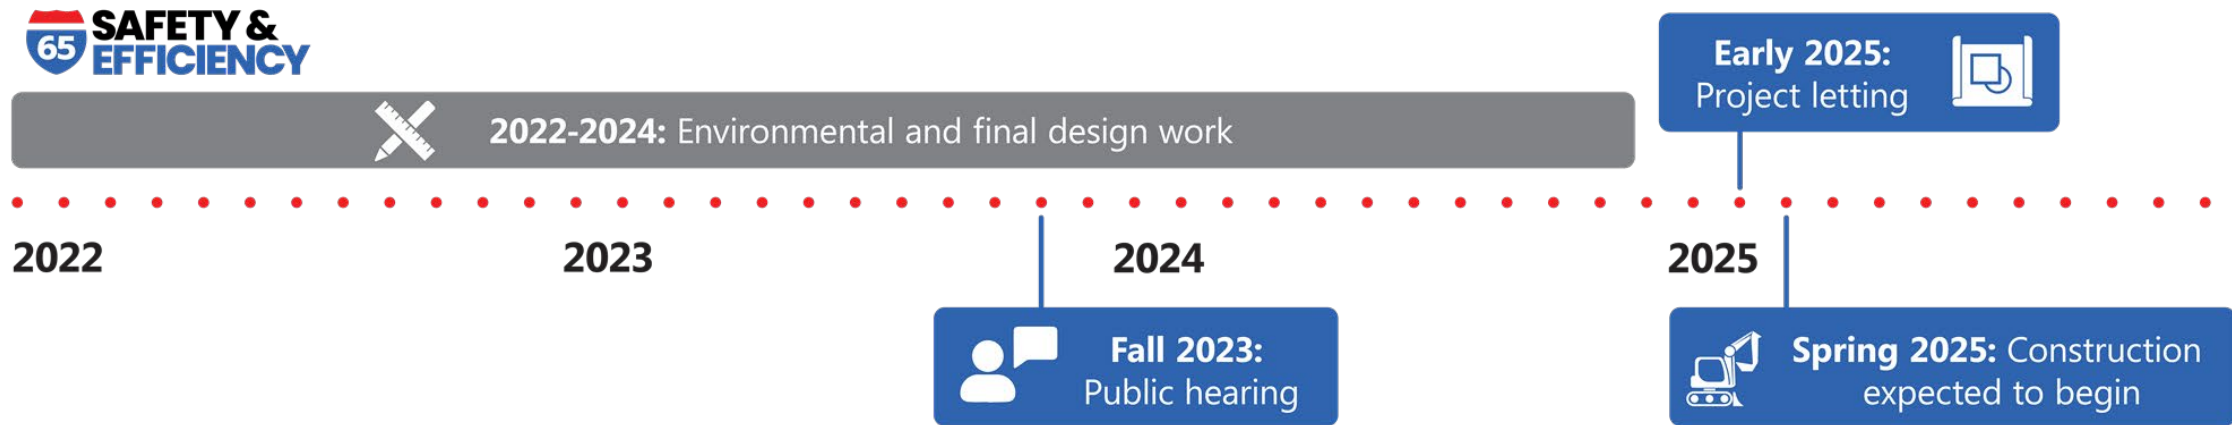 65
SAFETY &
EFFICIENCY
Early 2025:
Project letting
2022-2024: Environmental and final design work
2022
2023
2024
2025
Fall 2023:
Public hearing
Spring 2025: Construction
expected to begin